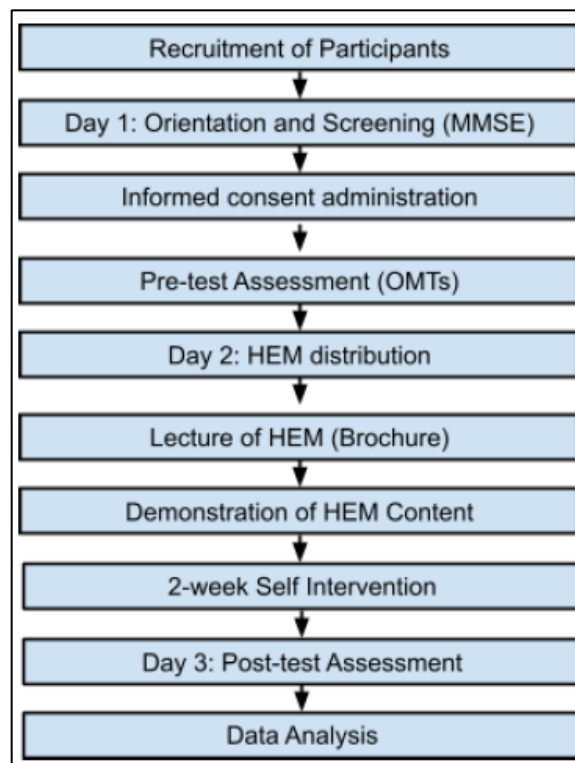 Recruitment of Participants
Day 1: Orientation and Screening (MMSE)
Informed consent administration
Pre-test Assessment (OMTs)
Day 2: HEM distribution
Lecture of HEM (Brochure)
Demonstration of HEM Content
2-week Self Intervention
Day 3: Post-test Assessment
Data Analysis